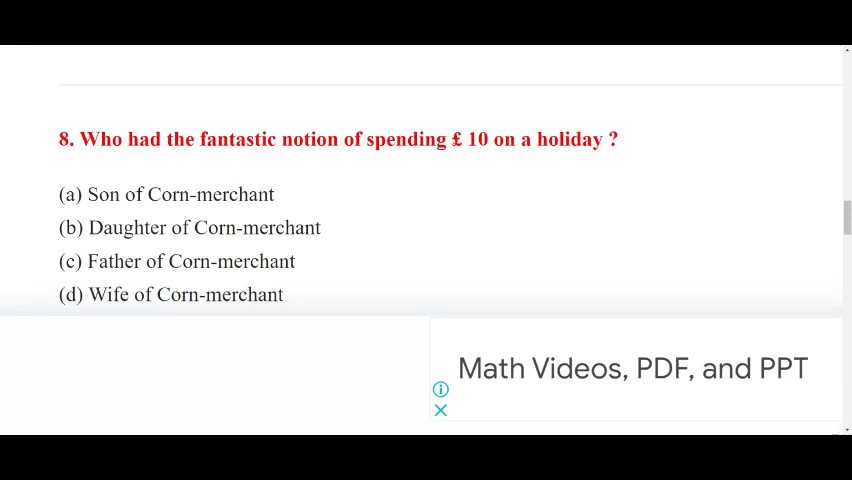 8. Who had the fantastic notion of spending £ 10 on a holiday ?
(a) Son of Corn-merchant
(b) Daughter of Corn-merchant
(c) Father of Corn-merchant
(d) Wife of Corn-merchant
Math Videos, PDF, and PPT